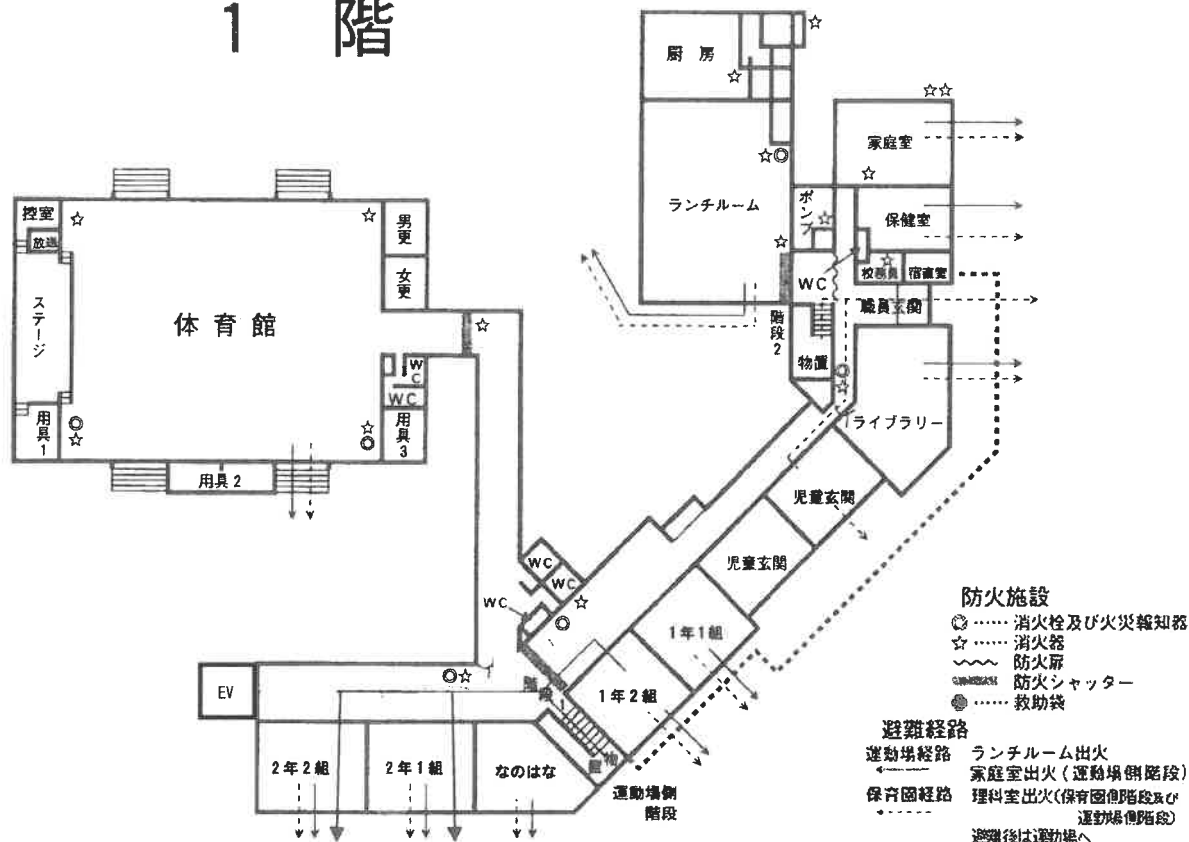 1 階
厨 房
家庭室
ランチルーム
ポンプ
保健室
WC
校務員
宿直室
職員玄関
階段2
物置
ライブラリー
控室
放送
ステージ
体 育 館
男更
女更
WC
WC
用具1
用具2
用具3
児童玄関
児童玄関
WC
WC
WC
1年1組
1年2組
EV
階段1
物置
2年2組
2年1組
なのはな
運動場側
階段
防火施設
◎ …… 消火栓及び火災報知器
☆ …… 消火器
防火扉
防火シャッター
…… 救助袋
避難経路
運動場経路 ランチルーム出火
家庭室出火(運動場側階段)
保育園経路 理科室出火(保育園側階段及び
運動場側階段)
避難後は運動場へ